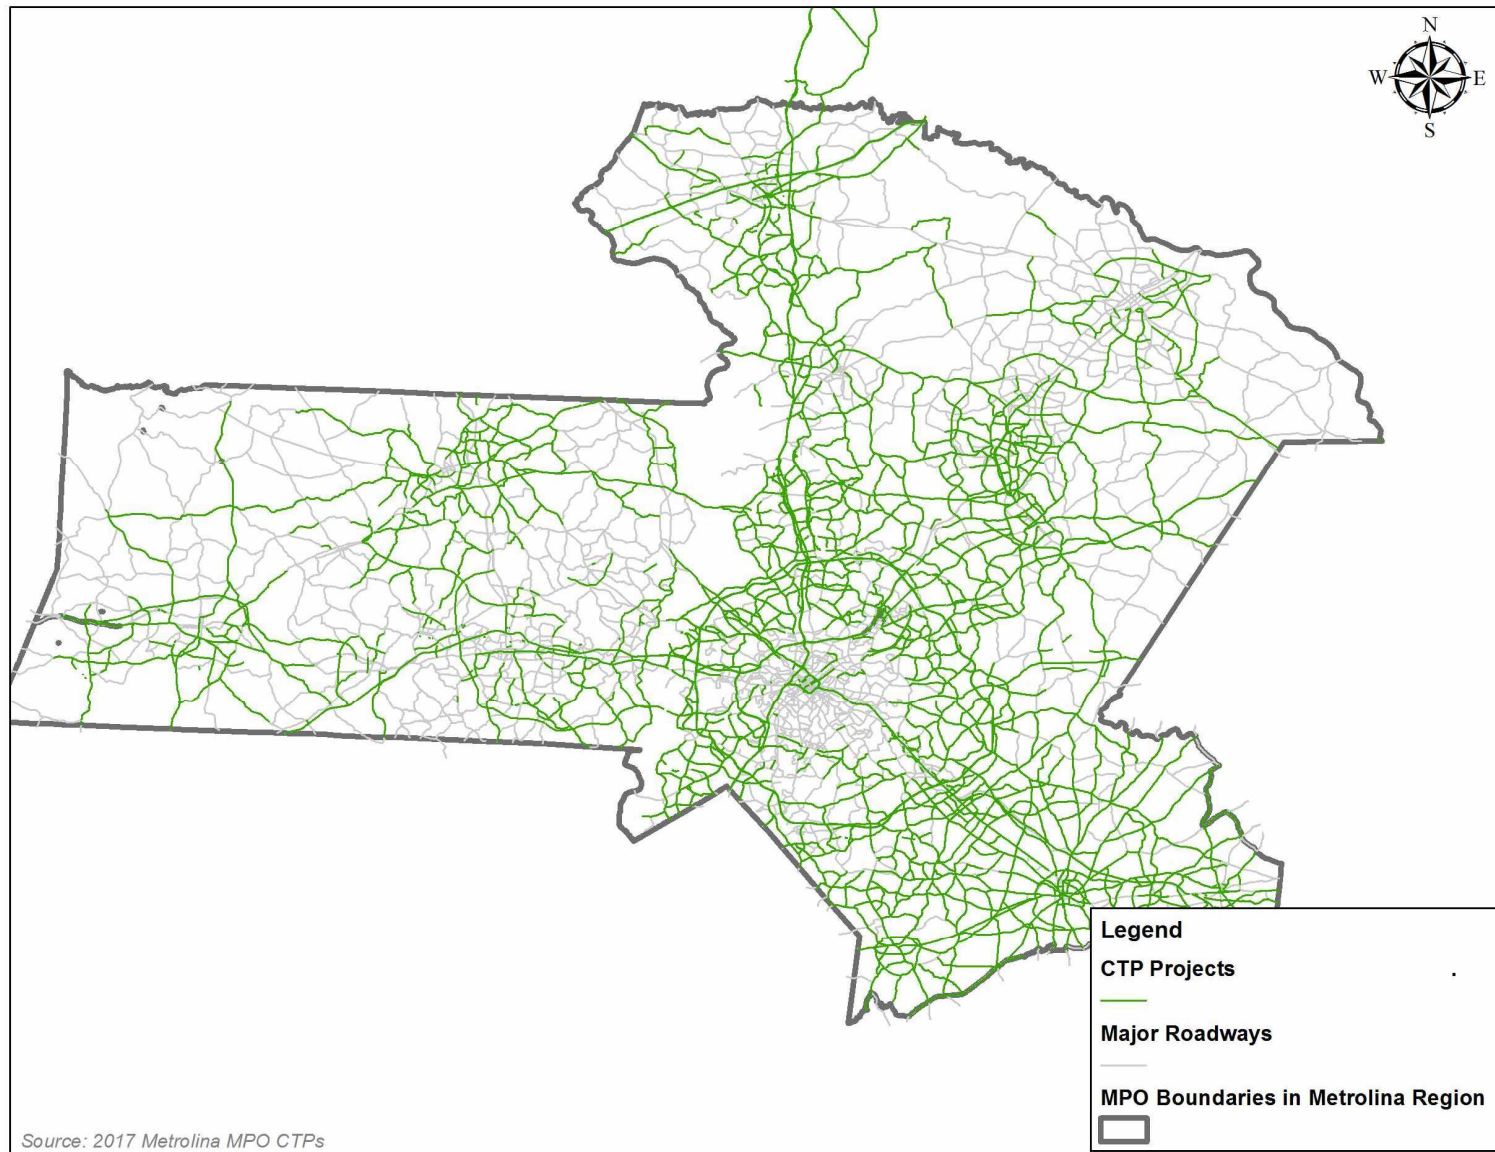 N
W E
S
Legend
CTP Projects
Major Roadways
MPO Boundaries in Metrolina Region
Source: 2017 Metrolina MPO CTPs